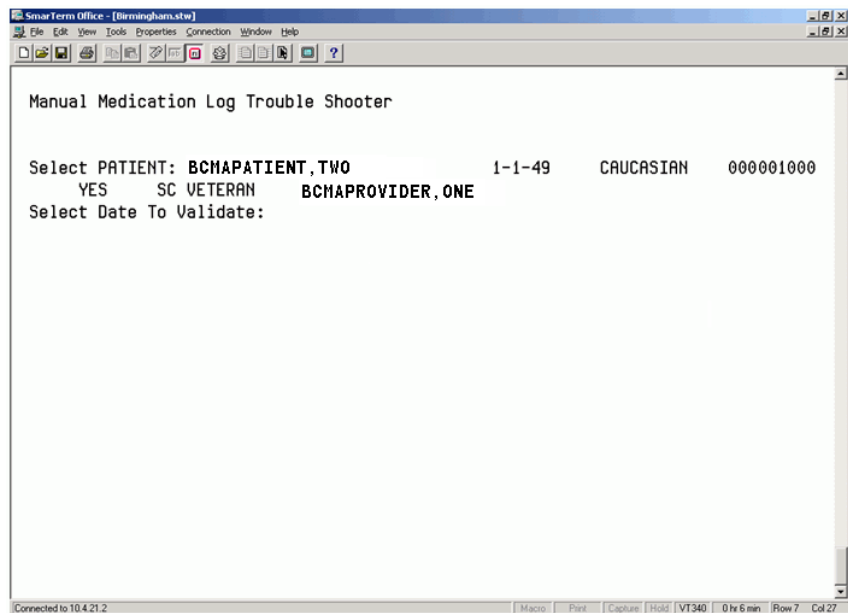 SmarTerm Office - [Birmingham.stw]
File Edit View Tools Properties Connection Window Help
Manual Medication Log Trouble Shooter
Select PATIENT: BCMAPATIENT,TWO 1-1-49 CAUCASIAN 000001000
YES SC VETERAN BCMAPROVIDER,ONE
Select Date To Validate:
Connected to 10.4.21.2 Macro Print Capture Hold VT340 0 hr 6 min Row 7 Col 27